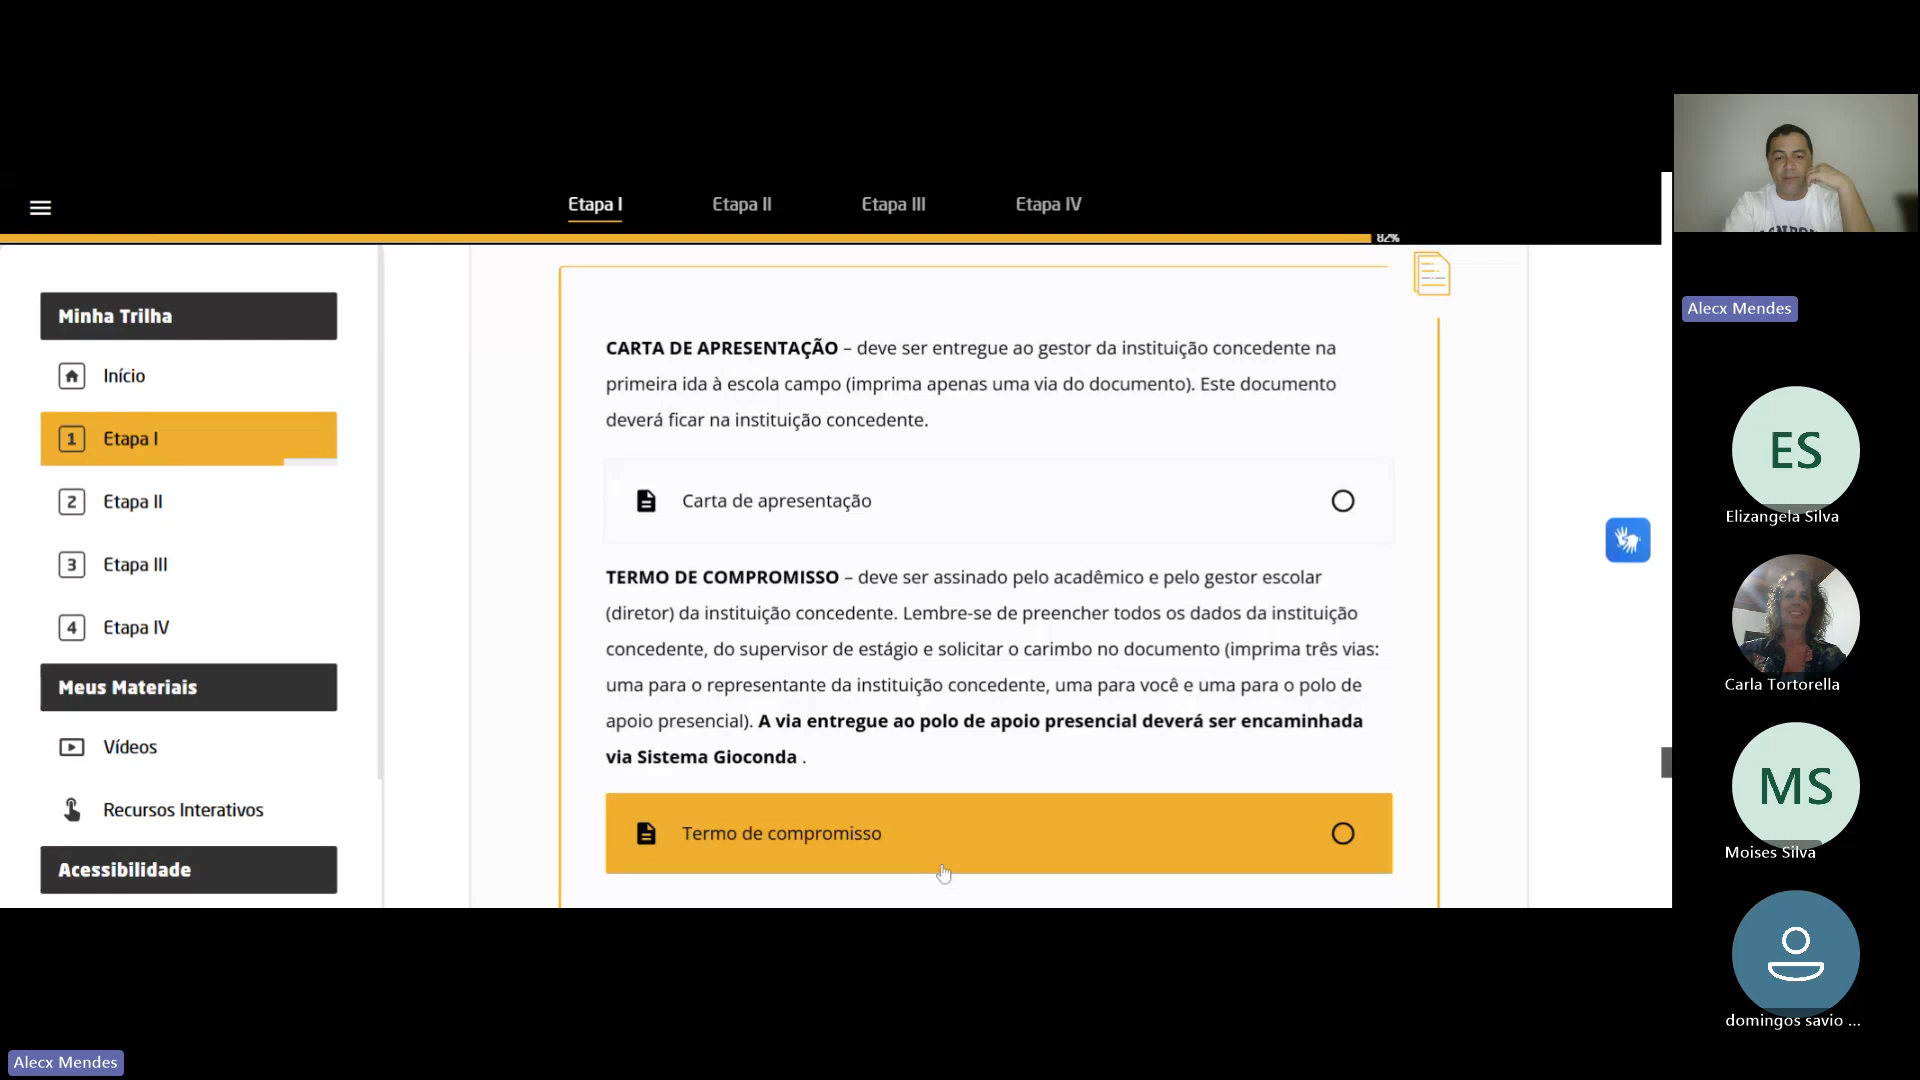 Etapa I
Etapa II
Etapa III
Etapa IV
82%
Minha Trilha
Início
1 Etapa I
2 Etapa II
3 Etapa III
4 Etapa IV
Meus Materiais
Vídeos
Recursos Interativos
Acessibilidade
CARTA DE APRESENTAÇÃO – deve ser entregue ao gestor da instituição concedente na
primeira ida à escola campo (imprima apenas uma via do documento). Este documento
deverá ficar na instituição concedente.
Carta de apresentação
TERMO DE COMPROMISSO – deve ser assinado pelo acadêmico e pelo gestor escolar
(diretor) da instituição concedente. Lembre-se de preencher todos os dados da instituição
concedente, do supervisor de estágio e solicitar o carimbo no documento (imprima três vias:
uma para o representante da instituição concedente, uma para você e uma para o polo de
apoio presencial). A via entregue ao polo de apoio presencial deverá ser encaminhada
via Sistema Gioconda .
Termo de compromisso
Alecx Mendes
ES
Elizangela Silva
Carla Tortorella
MS
Moises Silva
domingos savio ...
Alecx Mendes